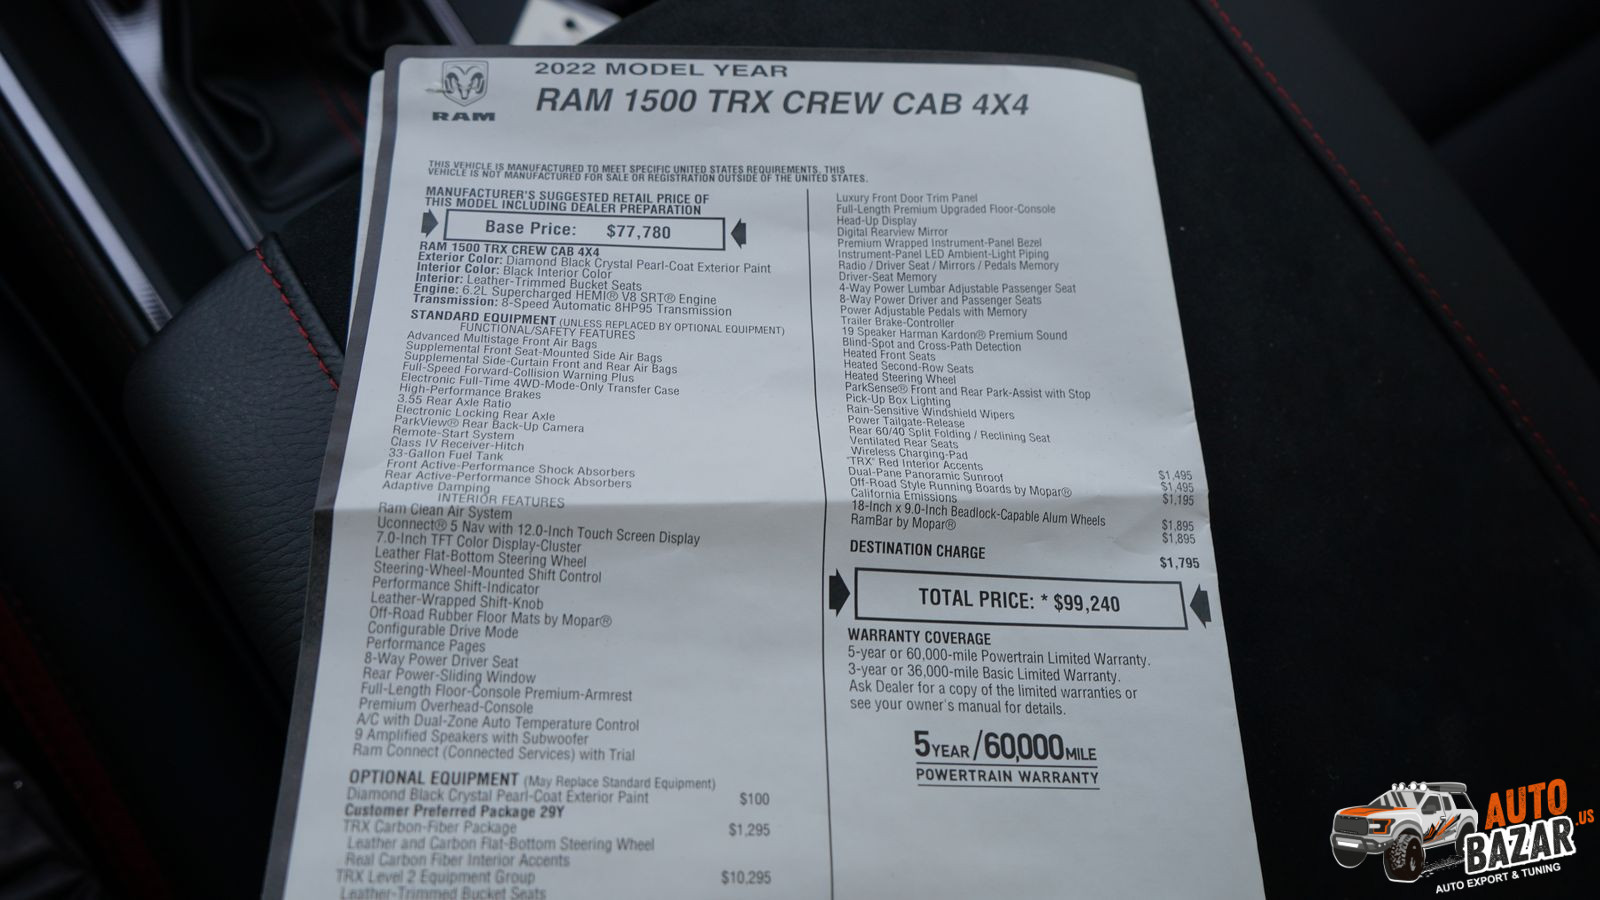 RAM
2022 MODEL YEAR
RAM 1500 TRX CREW CAB 4X4
THIS VEHICLE IS MANUFACTURED TO MEET SPECIFIC UNITED STATES REQUIREMENTS. THIS
VEHICLE IS NOT MANUFACTURED FOR SALE OR REGISTRATION OUTSIDE OF THE UNITED STATES.
MANUFACTURER'S SUGGESTED RETAIL PRICE OF
THIS MODEL INCLUDING DEALER PREPARATION
Base Price: $77,780
RAM 1500 TRX CREW CAB 4X4
Exterior Color: Diamond Black Crystal Pearl-Coat Exterior Paint
Interior Color: Black Interior Color
Interior: Leather-Trimmed Bucket Seats
Engine: 6.2L Supercharged HEMI® V8 SRT® Engine
Transmission: 8-Speed Automatic 8HP95 Transmission
STANDARD EQUIPMENT (UNLESS REPLACED BY OPTIONAL EQUIPMENT)
FUNCTIONAL/SAFETY FEATURES
Advanced Multistage Front Air Bags
Supplemental Front Seat-Mounted Side Air Bags
Supplemental Side-Curtain Front and Rear Air Bags
Full-Speed Forward-Collision Warning Plus
Electronic Full-Time 4WD-Mode-Only Transfer Case
High-Performance Brakes
3.55 Rear Axle Ratio
Electronic Locking Rear Axle
ParkView® Rear Back-Up Camera
Remote-Start System
Class IV Receiver-Hitch
33-Gallon Fuel Tank
Front Active-Performance Shock Absorbers
Rear Active-Performance Shock Absorbers
Adaptive Damping
INTERIOR FEATURES
Ram Clean Air System
Uconnect® 5 Nav with 12.0-Inch Touch Screen Display
7.0-Inch TFT Color Display-Cluster
Leather Flat-Bottom Steering Wheel
Steering-Wheel-Mounted Shift Control
Performance Shift-Indicator
Leather-Wrapped Shift-Knob
Off-Road Rubber Floor Mats by Mopar®
Configurable Drive Mode
Performance Pages
8-Way Power Driver Seat
Rear Power-Sliding Window
Full-Length Floor-Console Premium-Armrest
Premium Overhead-Console
A/C with Dual-Zone Auto Temperature Control
9 Amplified Speakers with Subwoofer
Ram Connect (Connected Services) with Trial
OPTIONAL EQUIPMENT (May Replace Standard Equipment)
Diamond Black Crystal Pearl-Coat Exterior Paint $100
Customer Preferred Package 29Y
TRX Carbon-Fiber Package $1,295
Leather and Carbon Flat-Bottom Steering Wheel
Real Carbon Fiber Interior Accents
TRX Level 2 Equipment Group $10,295
Leather-Trimmed Bucket Seats
Luxury Front Door Trim Panel
Full-Length Premium Upgraded Floor-Console
Head-Up Display
Digital Rearview Mirror
Premium Wrapped Instrument-Panel Bezel
Instrument-Panel LED Ambient-Light Piping
Radio / Driver Seat / Mirrors / Pedals Memory
Driver-Seat Memory
4-Way Power Lumbar Adjustable Passenger Seat
8-Way Power Driver and Passenger Seats
Power Adjustable Pedals with Memory
Trailer Brake-Controller
19 Speaker Harman Kardon® Premium Sound
Blind-Spot and Cross-Path Detection
Heated Front Seats
Heated Second-Row Seats
Heated Steering Wheel
ParkSense® Front and Rear Park-Assist with Stop
Pick-Up Box Lighting
Rain-Sensitive Windshield Wipers
Power Tailgate-Release
Rear 60/40 Split Folding / Reclining Seat
Ventilated Rear Seats
Wireless Charging-Pad
"TRX" Red Interior Accents
Dual-Pane Panoramic Sunroof $1,495
Off-Road Style Running Boards by Mopar® $1,495
California Emissions $1,195
18-Inch x 9.0-Inch Beadlock-Capable Alum Wheels $1,895
RamBar by Mopar® $1,895
DESTINATION CHARGE $1,795
TOTAL PRICE: * $99,240
WARRANTY COVERAGE
5-year or 60,000-mile Powertrain Limited Warranty.
3-year or 36,000-mile Basic Limited Warranty.
Ask Dealer for a copy of the limited warranties or
see your owner's manual for details.
5 YEAR / 60,000 MILE
POWERTRAIN WARRANTY
AUTO
BAZAR.US
AUTO EXPORT & TUNING